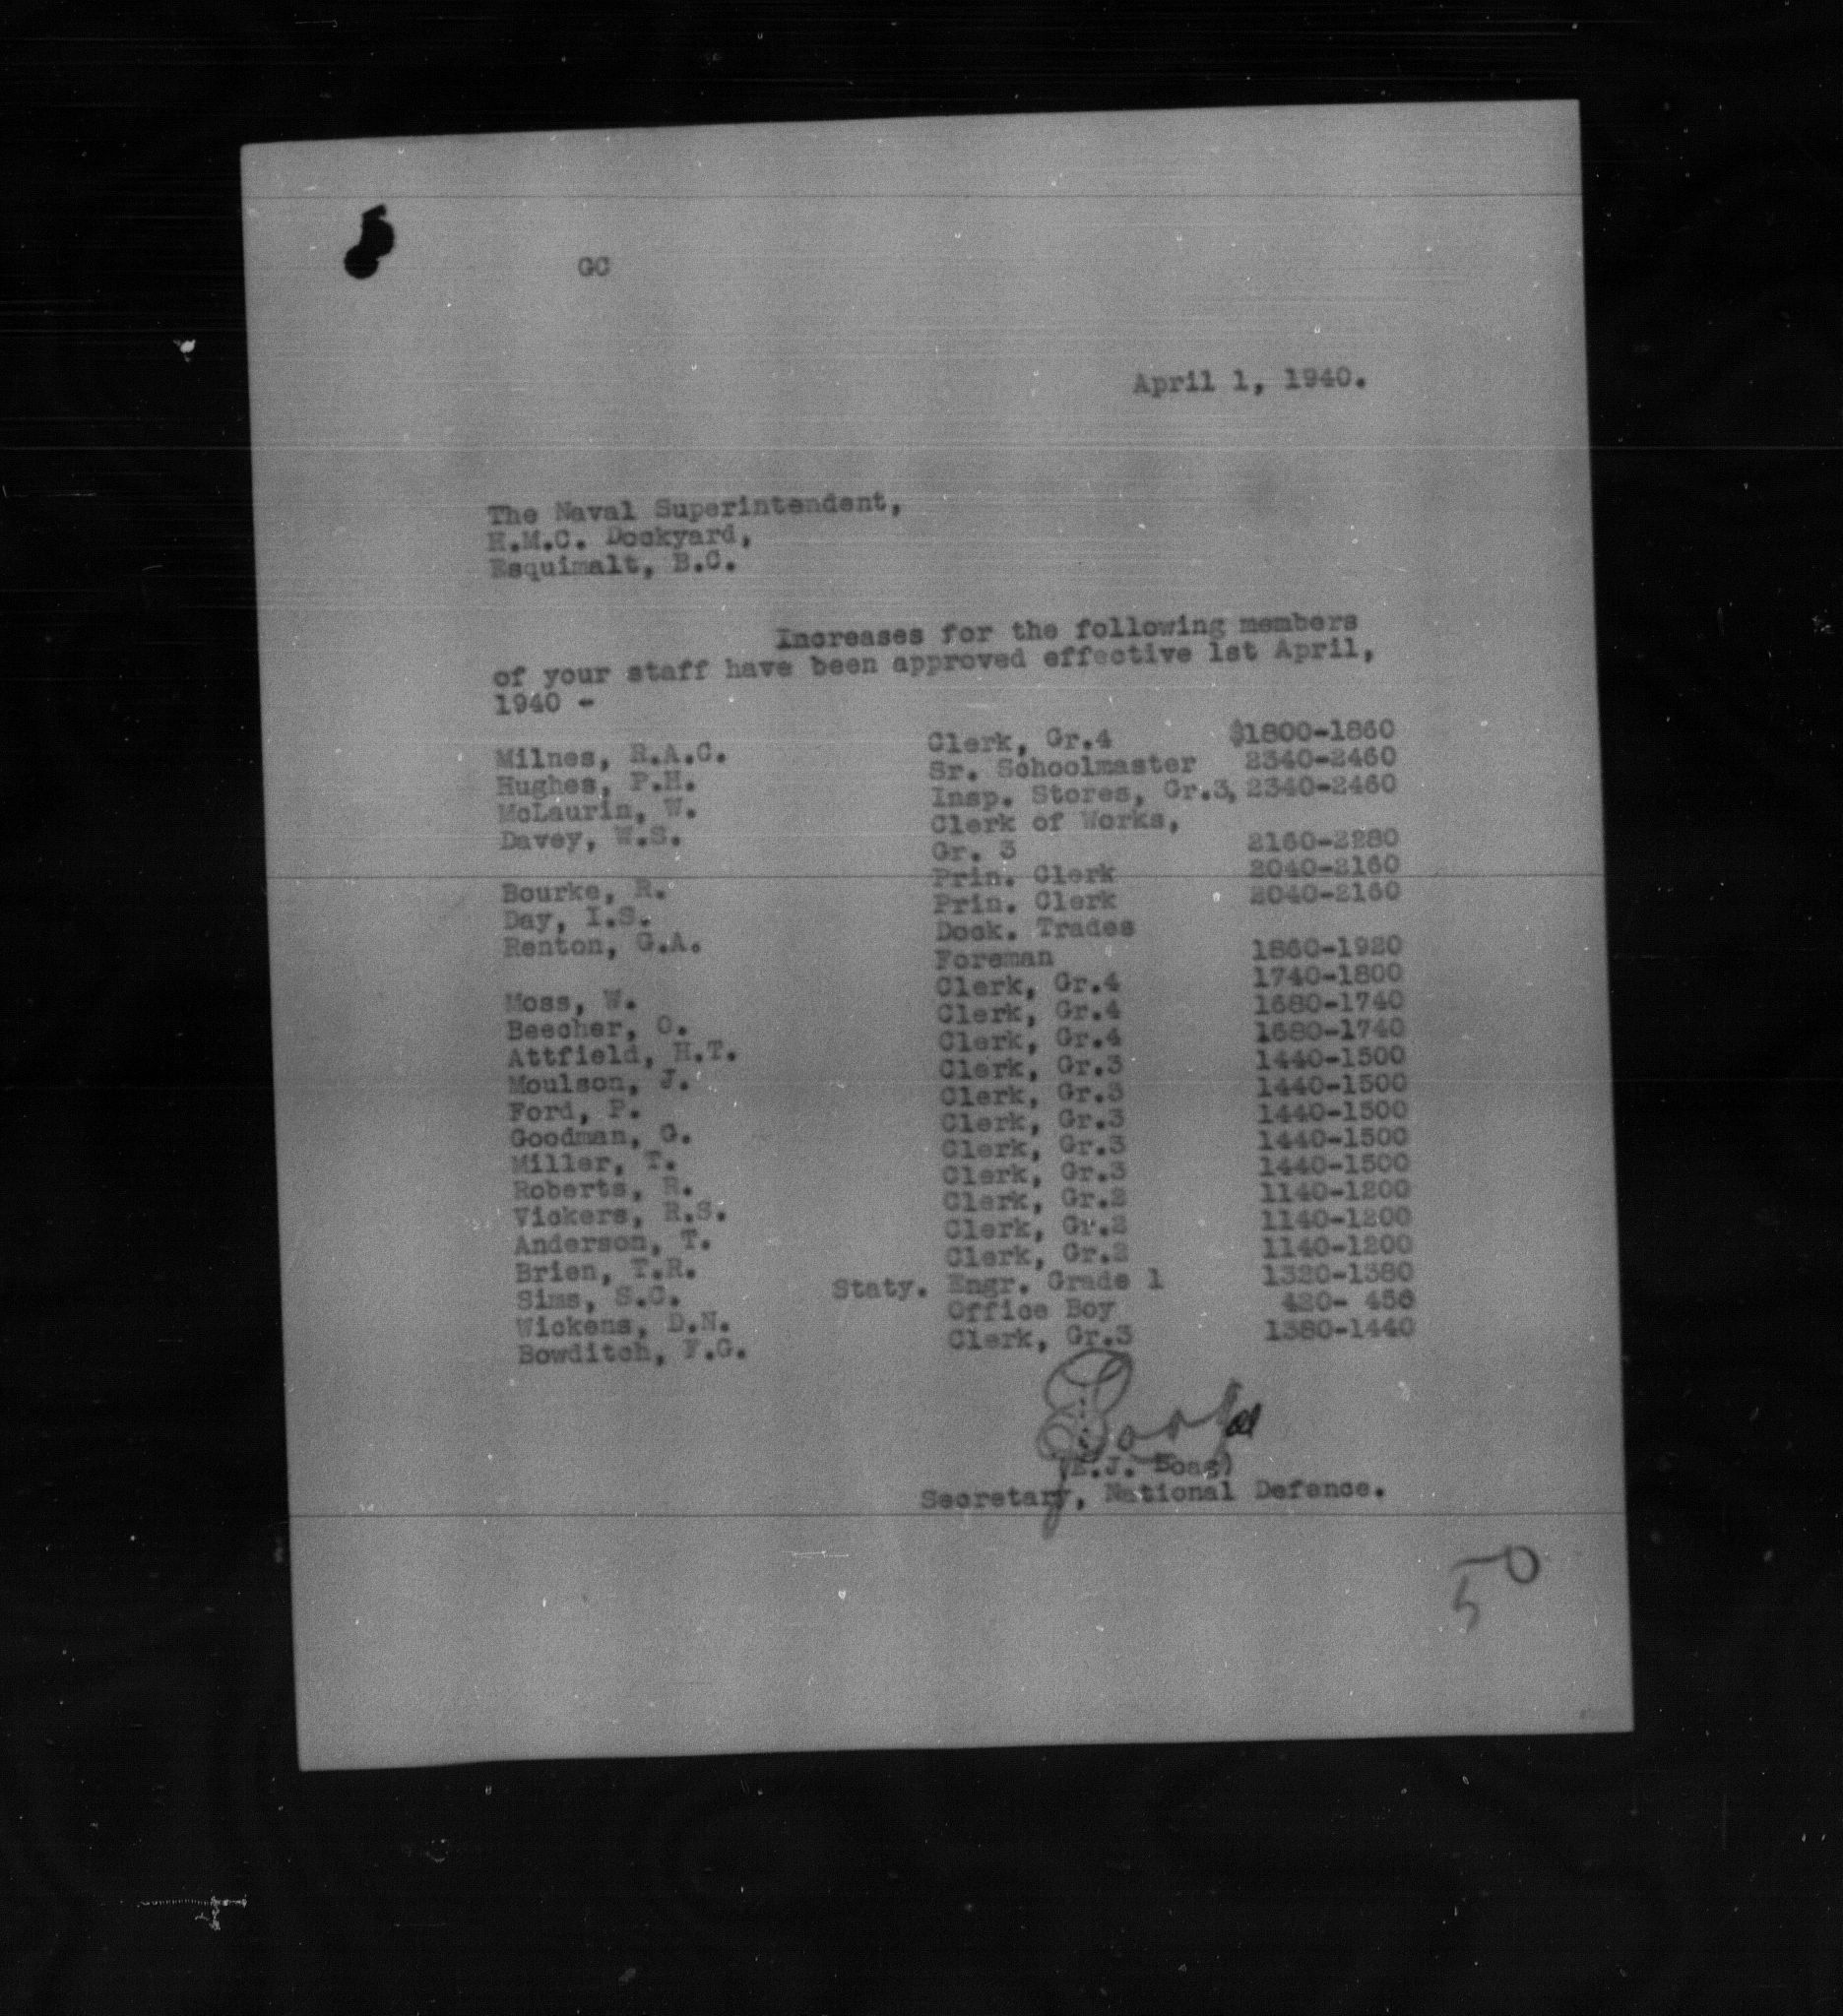 GC
April 1, 1940.
The Naval Superintendent,
H.M.C. Dockyard,
Esquimalt, B.C.
Increases for the following members
of your staff have been approved effective 1st April,
1940 -
Milnes, R.A.C. Clerk, Gr.4 $1800-1860
Hughes, P.H. Sr. Schoolmaster 2340-2460
McLaurin, W. Insp. Stores, Gr.3, 2340-2460
Davey, W.S. Clerk of Works,
Gr. 3 2160-2280
Bourke, R. Prin. Clerk 2040-2160
Day, I.S. Prin. Clerk 2040-2160
Renton, G.A. Dock. Trades
Foreman 1860-1920
Moss, W. Clerk, Gr.4 1740-1800
Beecher, O. Clerk, Gr.4 1680-1740
Attfield, H.T. Clerk, Gr.4 1680-1740
Moulson, J. Clerk, Gr.3 1440-1500
Ford, P. Clerk, Gr.3 1440-1500
Goodman, G. Clerk, Gr.3 1440-1500
Miller, T. Clerk, Gr.3 1440-1500
Roberts, R. Clerk, Gr.3 1440-1500
Vickers, R.S. Clerk, Gr.2 1140-1200
Anderson, T. Clerk, Gr.2 1140-1200
Brien, T.R. Clerk, Gr.2 1140-1200
Sims, S.C. Staty. Engr. Grade 1 1320-1380
Wickens, D.N. Office Boy 420- 456
Bowditch, F.G. Clerk, Gr.3 1380-1440
(E.J. Boag)
Secretary, National Defence.
50